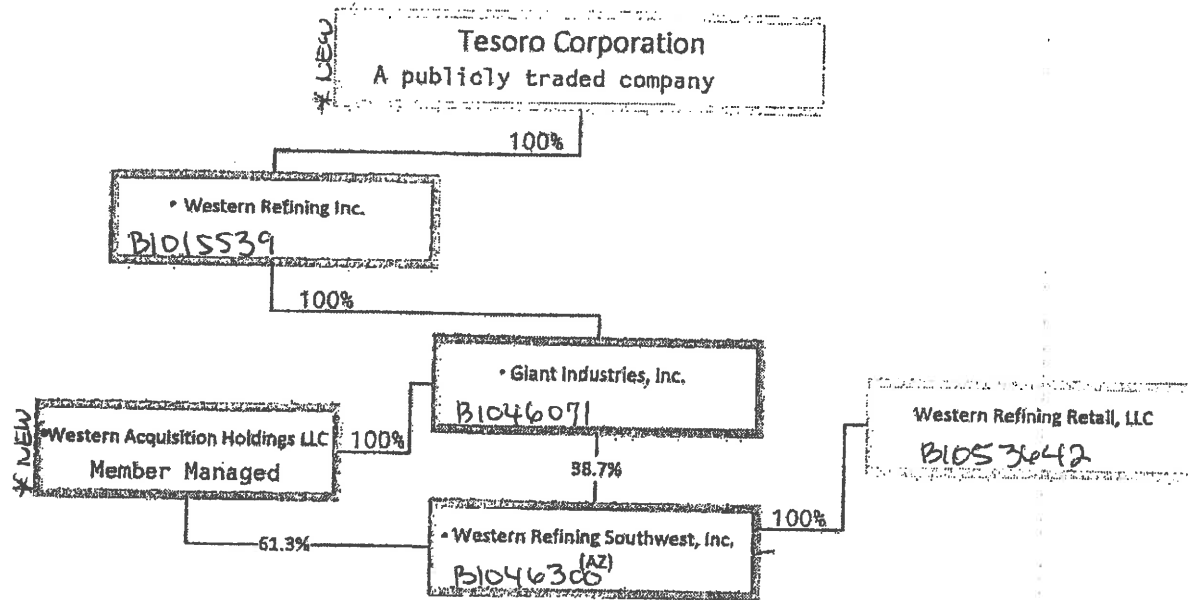 * NEW
Tesoro Corporation
A publicly traded company
100%
• Western Refining Inc.
B1015539
100%
• Giant Industries, Inc.
B1046071
* NEW
•Western Acquisition Holdings LLC
Member Managed
100%
38.7%
Western Refining Retail, LLC
B1053642
61.3%
• Western Refining Southwest, Inc.
(AZ)
B1046300
100%